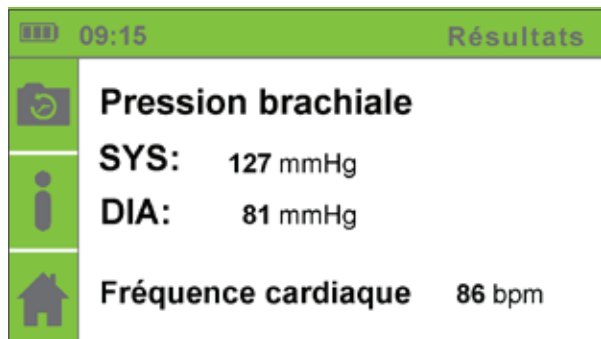 09:15 Résultats
Pression brachiale
SYS: 127 mmHg
DIA: 81 mmHg
Fréquence cardiaque 86 bpm